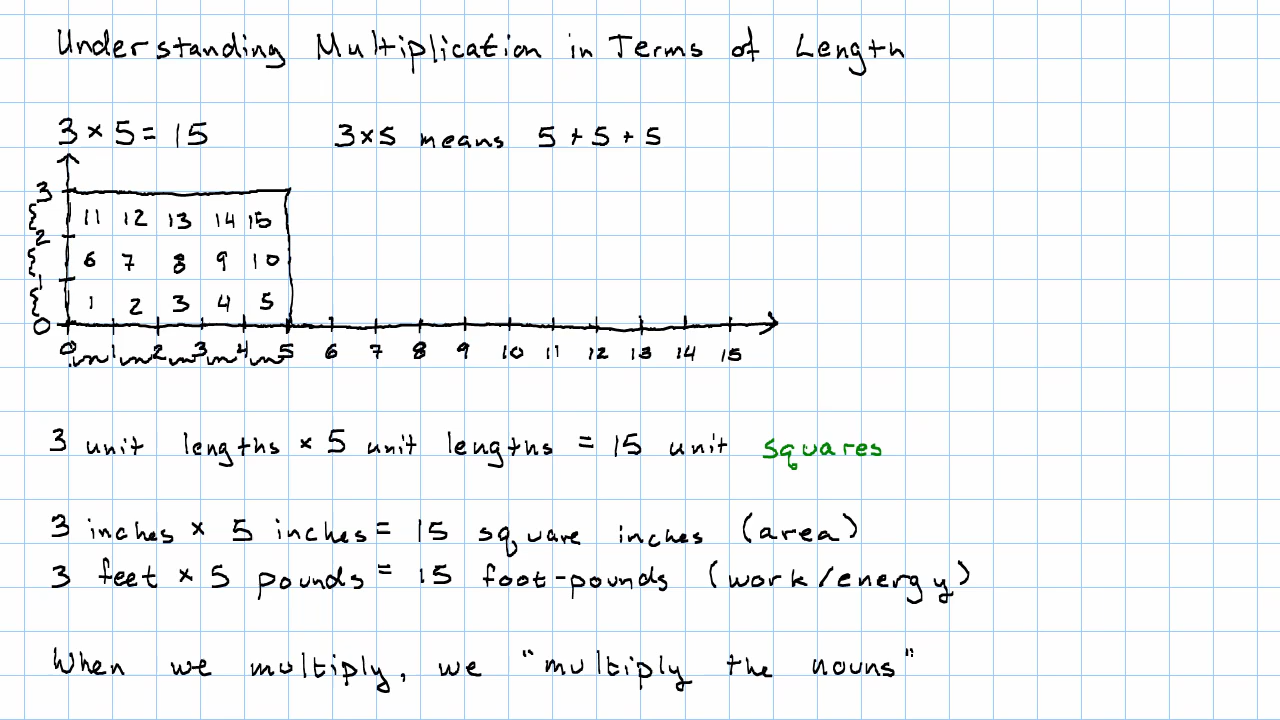 Understanding Multiplication in Terms of Length
3 × 5 = 15 3×5 means 5 + 5 + 5
3
11 12 13 14 15
2
6 7 8 9 10
1
1 2 3 4 5
0
0 1 2 3 4 5 6 7 8 9 10 11 12 13 14 15
3 unit lengths × 5 unit lengths = 15 unit squares
3 inches × 5 inches = 15 square inches (area)
3 feet × 5 pounds = 15 foot-pounds (work/energy)
When we multiply, we "multiply the nouns"